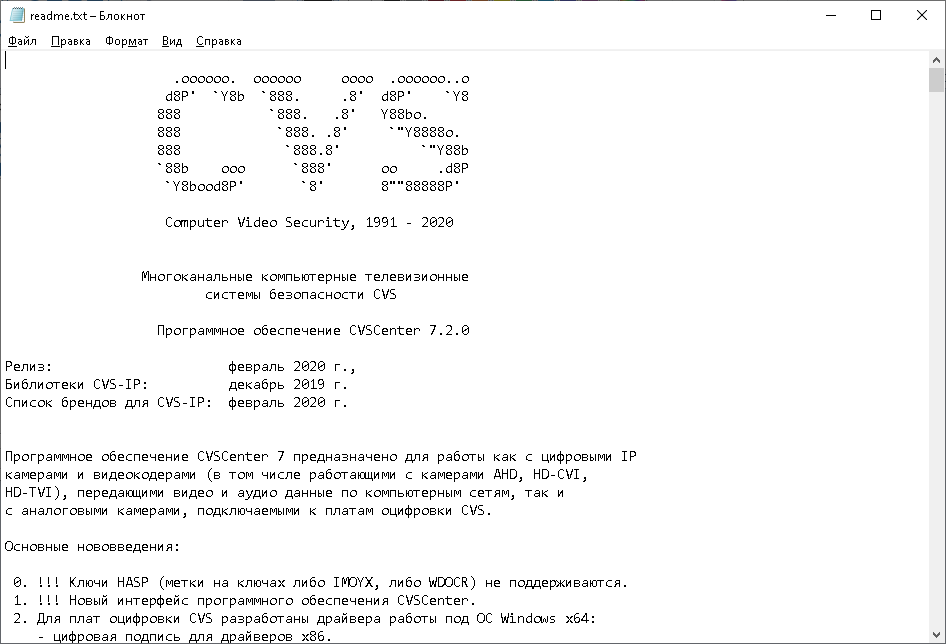 readme.txt – Блокнот
Файл Правка Формат Вид Справка
.oooooo. oooooo oooo .oooooo..o
d8P' `Y8b `888. .8' d8P' `Y8
888 `888. .8' Y88bo.
888 `888. .8' `"Y8888o.
888 `888.8' `"Y88b
`88b ooo `888' oo .d8P
`Y8bood8P' `8' 8""88888P'
Computer Video Security, 1991 - 2020
Многоканальные компьютерные телевизионные
системы безопасности CVS
Программное обеспечение CVSCenter 7.2.0
Релиз: февраль 2020 г.,
Библиотеки CVS-IP: декабрь 2019 г.
Список брендов для CVS-IP: февраль 2020 г.
Программное обеспечение CVSCenter 7 предназначено для работы как с цифровыми IP
камерами и видеокодерами (в том числе работающими с камерами AHD, HD-CVI,
HD-TVI), передающими видео и аудио данные по компьютерным сетям, так и
с аналоговыми камерами, подключаемыми к платам оцифровки CVS.
Основные нововведения:
0. !!! Ключи HASP (метки на ключах либо IMOYX, либо WDOCR) не поддерживаются.
1. !!! Новый интерфейс программного обеспечения CVSCenter.
2. Для плат оцифровки CVS разработаны драйвера работы под ОС Windows x64:
- цифровая подпись для драйверов x86.